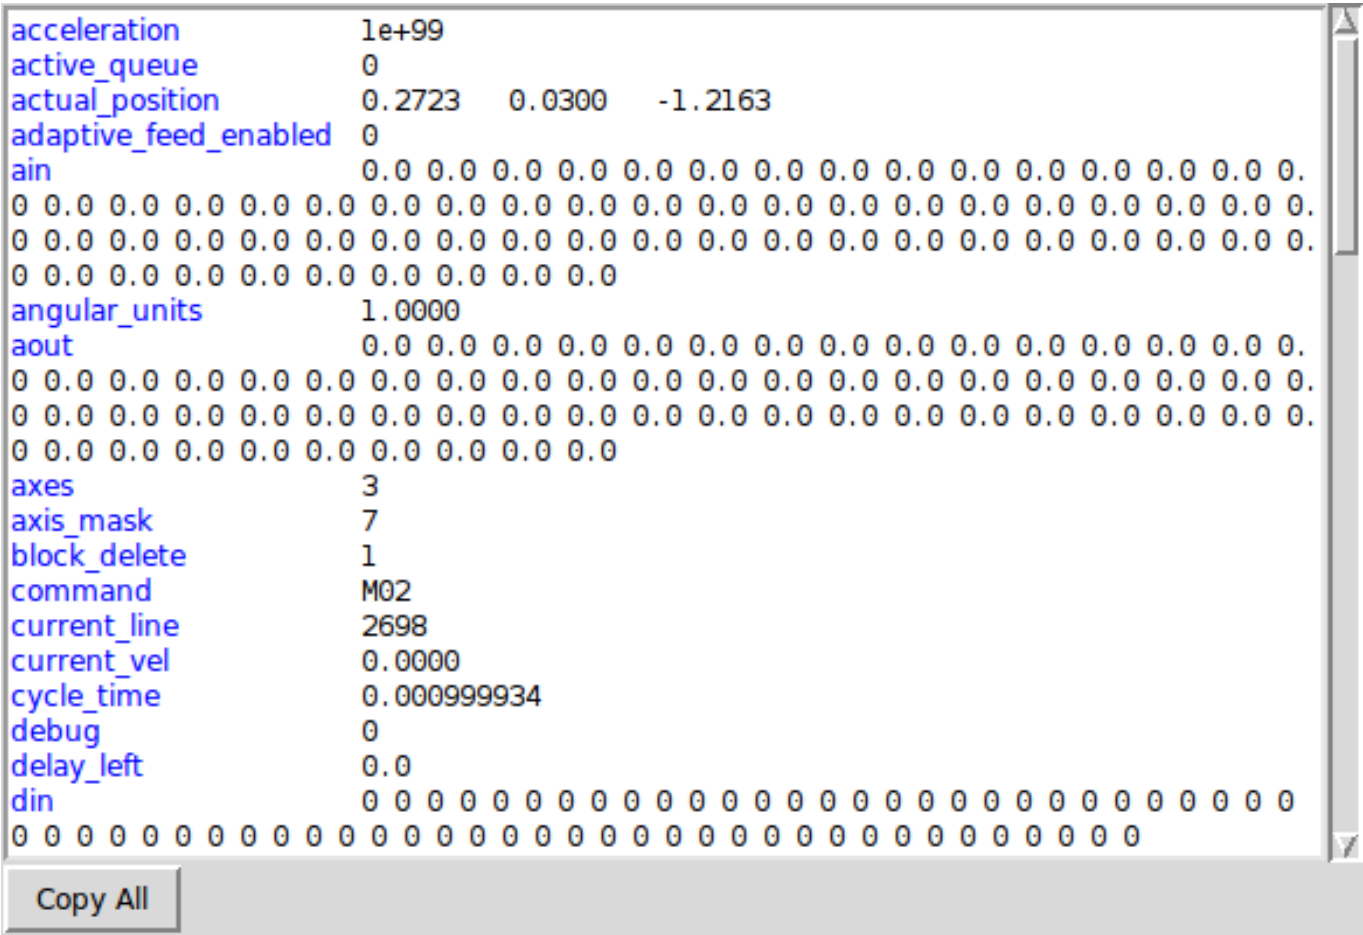 acceleration 1e+99
active_queue 0
actual_position 0.2723 0.0300 -1.2163
adaptive_feed_enabled 0
ain 0.0 0.0 0.0 0.0 0.0 0.0 0.0 0.0 0.0 0.0 0.0 0.0 0.0 0.0 0.
0 0.0 0.0 0.0 0.0 0.0 0.0 0.0 0.0 0.0 0.0 0.0 0.0 0.0 0.0 0.0 0.0 0.0 0.0 0.0 0.
0 0.0 0.0 0.0 0.0 0.0 0.0 0.0 0.0 0.0 0.0 0.0 0.0 0.0 0.0 0.0 0.0 0.0 0.0 0.0 0.
0 0.0 0.0 0.0 0.0 0.0 0.0 0.0 0.0 0.0
angular_units 1.0000
aout 0.0 0.0 0.0 0.0 0.0 0.0 0.0 0.0 0.0 0.0 0.0 0.0 0.0 0.0 0.
0 0.0 0.0 0.0 0.0 0.0 0.0 0.0 0.0 0.0 0.0 0.0 0.0 0.0 0.0 0.0 0.0 0.0 0.0 0.0 0.
0 0.0 0.0 0.0 0.0 0.0 0.0 0.0 0.0 0.0 0.0 0.0 0.0 0.0 0.0 0.0 0.0 0.0 0.0 0.0 0.
0 0.0 0.0 0.0 0.0 0.0 0.0 0.0 0.0 0.0
axes 3
axis_mask 7
block_delete 1
command M02
current_line 2698
current_vel 0.0000
cycle_time 0.000999934
debug 0
delay_left 0.0
din 0 0 0 0 0 0 0 0 0 0 0 0 0 0 0 0 0 0 0 0 0 0 0 0 0 0 0 0 0
0 0 0 0 0 0 0 0 0 0 0 0 0 0 0 0 0 0 0 0 0 0 0 0 0 0 0 0 0 0 0 0 0 0 0
Copy All